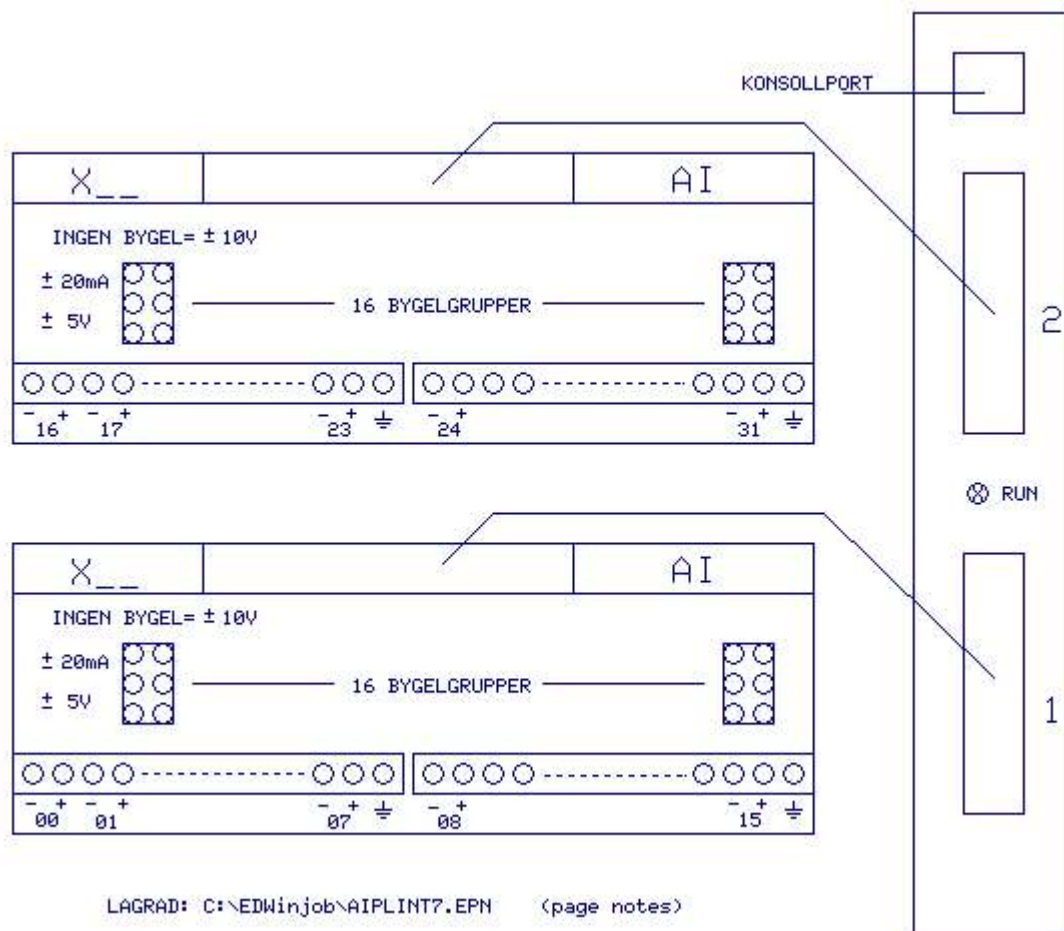 KONSOLLPORT
X__ AI
INGEN BYGEL= ± 10V
± 20mA
16 BYGELGRUPPER
± 5V
2
- + - + - + - + - +
16 17 23 24 31
RUN
X__ AI
INGEN BYGEL= ± 10V
± 20mA
16 BYGELGRUPPER
± 5V
1
- + - + - + - + - +
00 01 07 08 15
LAGRAD: C:\EDWinjob\AIPLINT7.EPN (page notes)